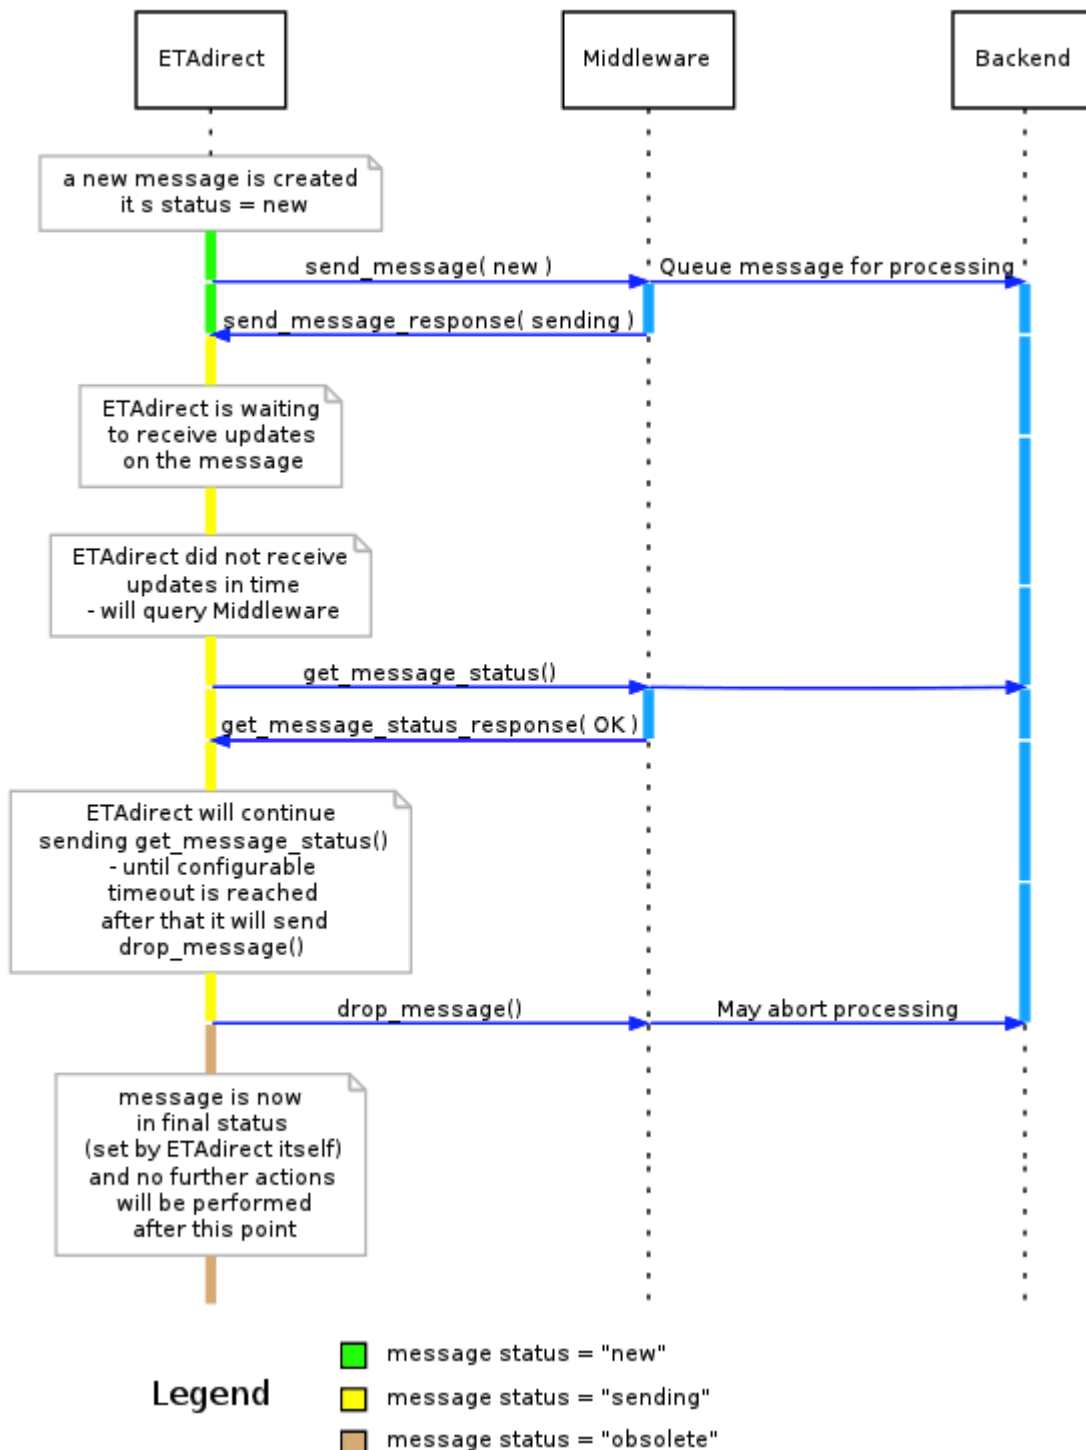 ETAdirect
Middleware
Backend
a new message is created
it s status = new
send_message( new )
Queue message for processing
send_message_response( sending )
ETAdirect is waiting
to receive updates
on the message
ETAdirect did not receive
updates in time
- will query Middleware
get_message_status()
get_message_status_response( OK )
ETAdirect will continue
sending get_message_status()
- until configurable
timeout is reached
after that it will send
drop_message()
drop_message()
May abort processing
message is now
in final status
(set by ETAdirect itself)
and no further actions
will be performed
after this point
Legend
message status = "new"
message status = "sending"
message status = "obsolete"